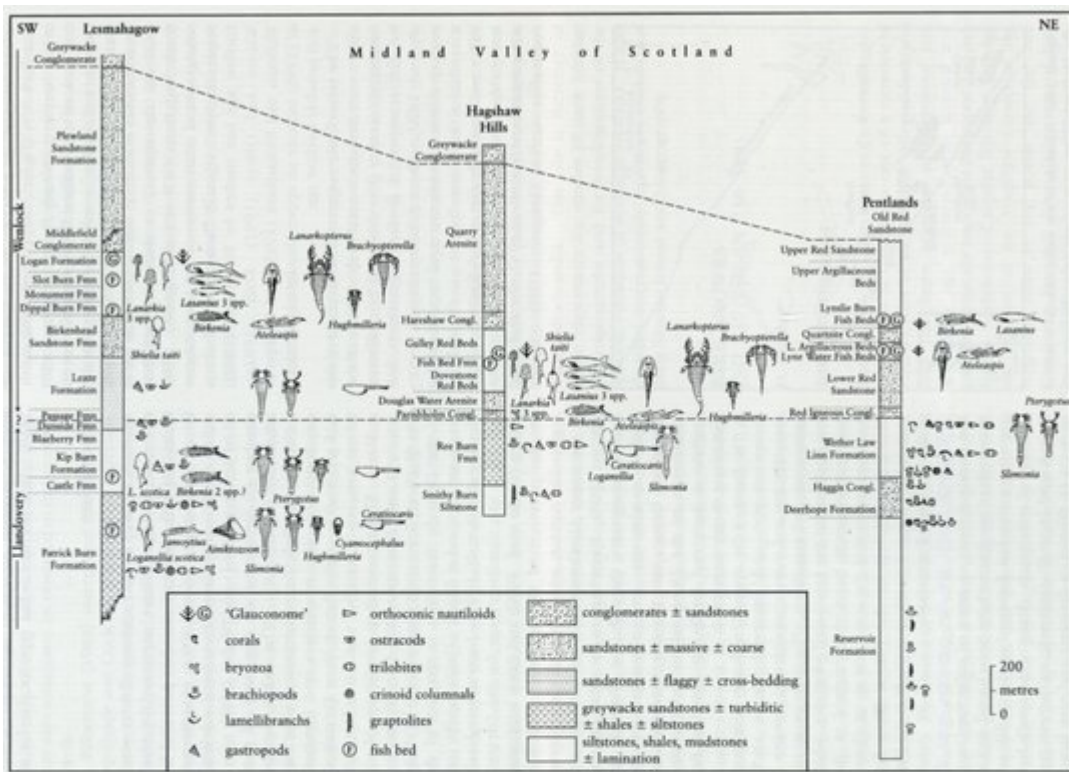 SW
Lesmahagow
NE
Midland Valley of Scotland
Greywacke
Conglomerate
Plewland
Sandstone
Formation
Wenlock
Middlefield
Conglomerate
Logan Formation
Slot Burn Fmn
Monument Fmn
Dippal Burn Fmn
Birkenhead
Sandstone Fmn
Leaze
Formation
Passage Fmn
Dunside Fmn
Blaeberry Fmn
Kip Burn
Formation
Castle Fmn
Llandovery
Patrick Burn
Formation
G
F
F
F
F
Lanarkia
3 spp.
Lasanius 3 spp.
Birkenia
Ateleaspis
Lanarkopterus
Brachyopterella
Hughmilleria
Shielia taiti
L. scotica
Birkenia 2 spp.?
Pterygotus
Ceratiocaris
Jamoytius
Ainiktozoon
Loganellia scotica
Slimonia
Hughmilleria
Cyamocephalus
Hagshaw
Hills
Greywacke
Conglomerate
Quarry
Arenite
Hareshaw Congl.
Gulley Red Beds
Fish Bed Fmn
Dovestone
Red Beds
Douglas Water Arenite
Parishholm Congl.
Ree Burn
Fmn
Smithy Burn
Siltstone
G
F
Shielia
taiti
Lanarkia
3 spp.
Lasanius 3 spp.
Birkenia
Ateleaspis
Lanarkopterus
Brachyopterella
Hughmilleria
Loganellia
Ceratiocaris
Slimonia
Pentlands
Old Red
Sandstone
Upper Red Sandstone
Upper Argillaceous
Beds
Lynslie Burn
Fish Beds
Quartzite Congl.
L. Argillaceous Beds
Lyne Water Fish Beds
Lower Red
Sandstone
Red Igneous Congl.
Wether Law
Linn Formation
Haggis Congl.
Deerhope Formation
Reservoir
Formation
F G
F G
Birkenia
Lasanius
Ateleaspis
Pterygotus
Slimonia
200
metres
0
G 'Glauconome'
corals
bryozoa
brachiopods
lamellibranchs
gastropods
orthoconic nautiloids
ostracods
trilobites
crinoid columnals
graptolites
F fish bed
conglomerates ± sandstones
sandstones ± massive ± coarse
sandstones ± flaggy ± cross-bedding
greywacke sandstones ± turbiditic
± shales ± siltstones
siltstones, shales, mudstones
± lamination